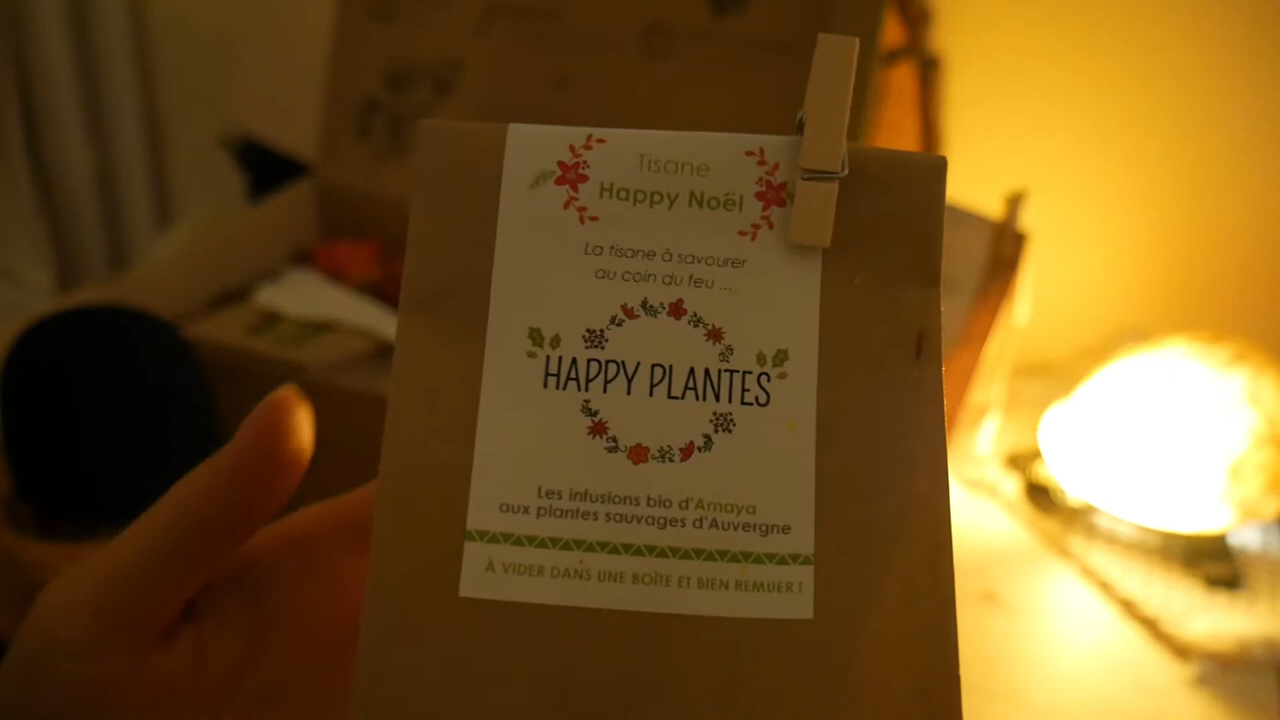 Tisane
Happy Noël
La tisane à savourer
au coin du feu ...
HAPPY PLANTES
Les infusions bio d'Amaya
aux plantes sauvages d'Auvergne
À VIDER DANS UNE BOÎTE ET BIEN REMUER !